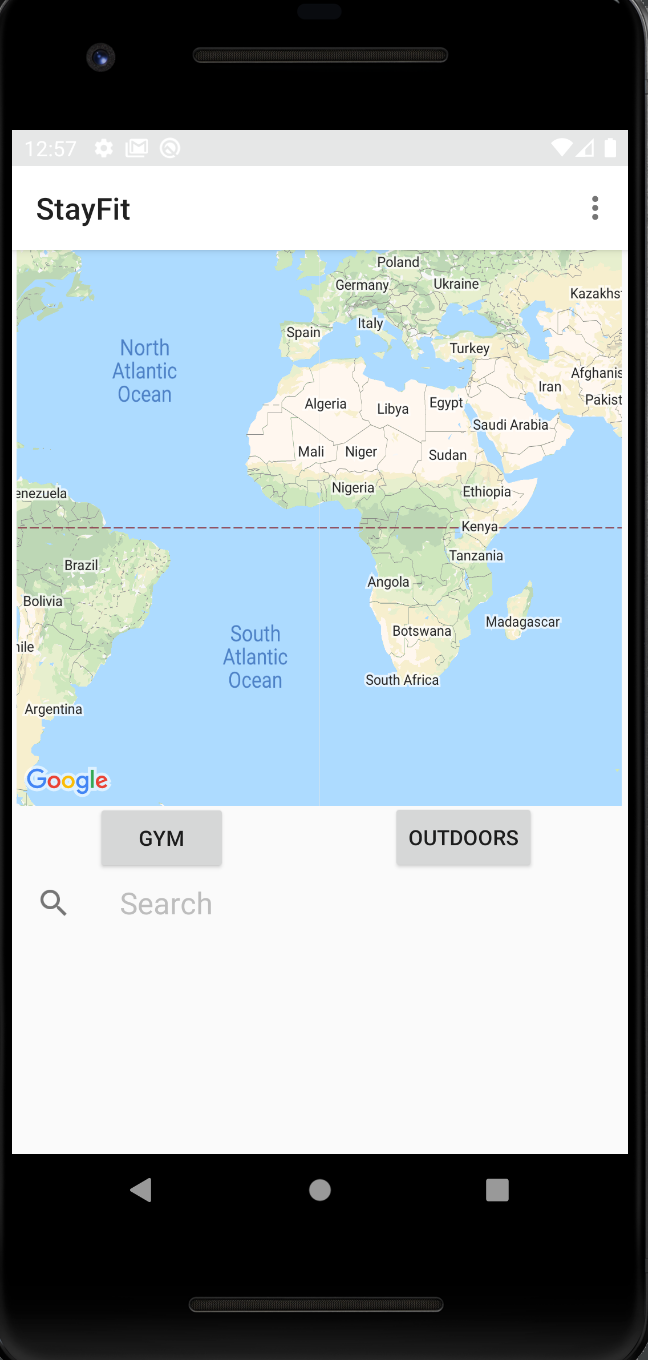 12:57
StayFit
Poland
Germany
Ukraine
Kazakhs
Spain
Italy
Turkey
North
Atlantic
Ocean
Iran
Afghanis
Pakist
Algeria
Libya
Egypt
Saudi Arabia
Mali
Niger
Sudan
enezuela
Nigeria
Ethiopia
Kenya
Brazil
Tanzania
Angola
Bolivia
Madagascar
Botswana
South
Atlantic
Ocean
hile
South Africa
Argentina
Google
GYM
OUTDOORS
Search